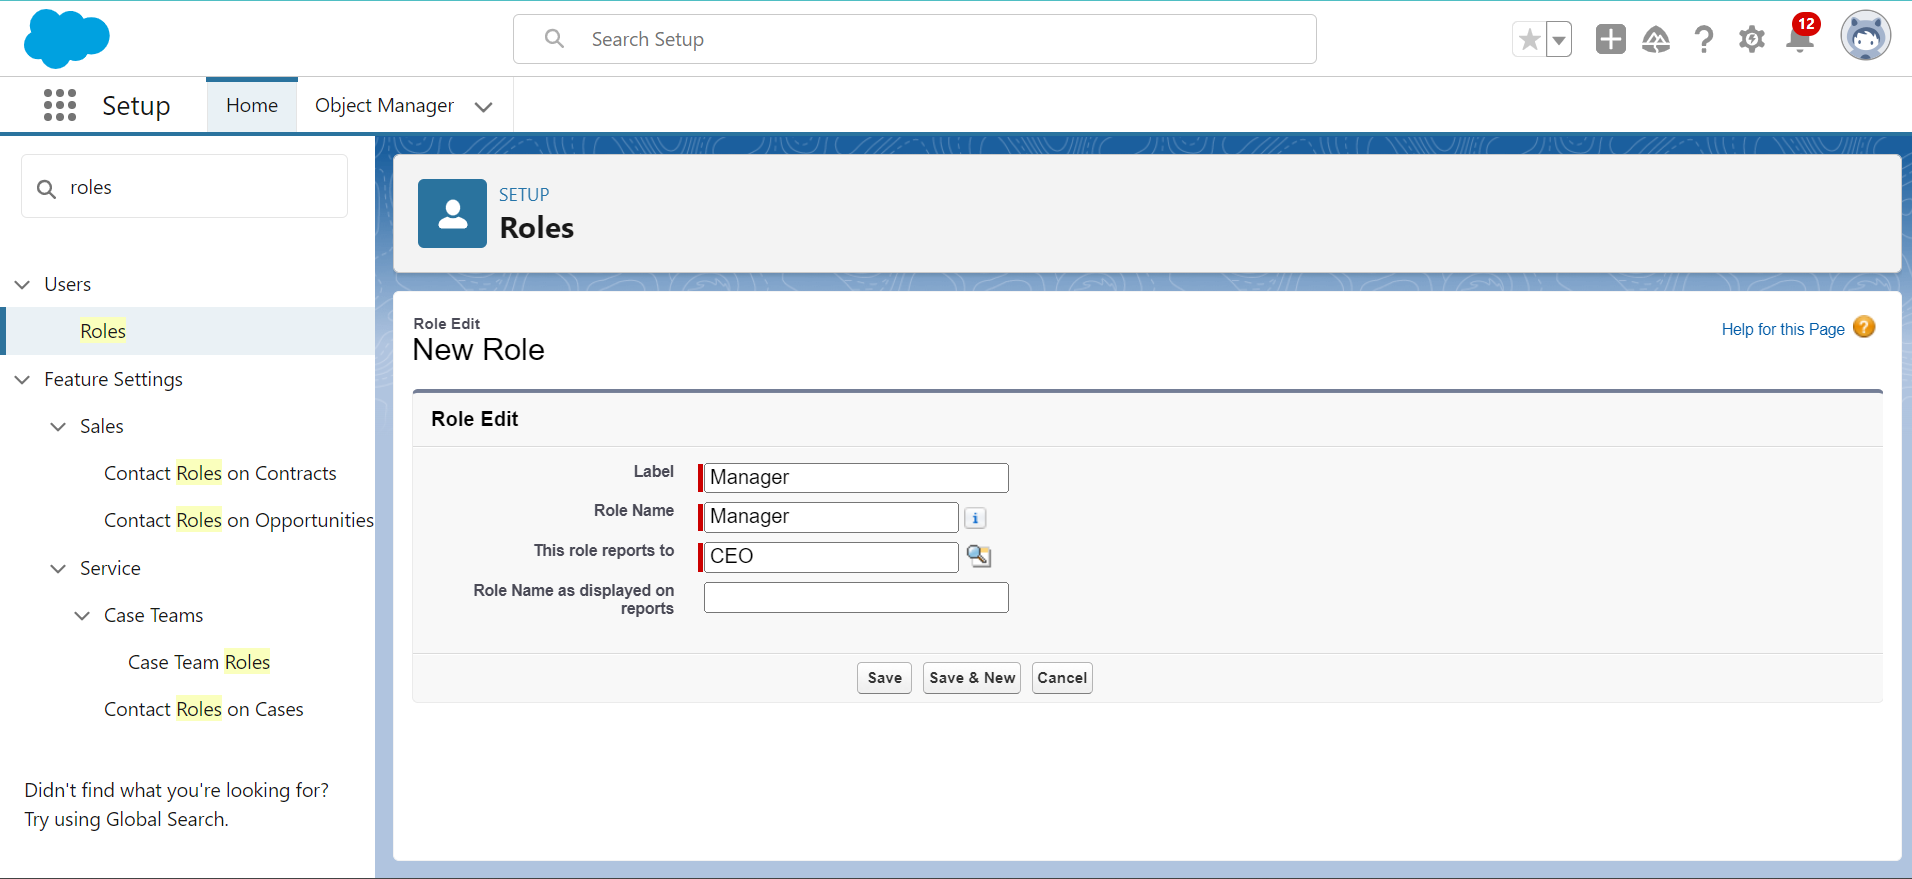 Search Setup
12
Setup
Home
Object Manager
roles
Users
Roles
Feature Settings
Sales
Contact Roles on Contracts
Contact Roles on Opportunities
Service
Case Teams
Case Team Roles
Contact Roles on Cases
Didn't find what you're looking for?
Try using Global Search.
SETUP
Roles
Role Edit
New Role
Help for this Page ?
Role Edit
Label Manager
Role Name Manager i
This role reports to CEO
Role Name as displayed on
reports
Save Save & New Cancel